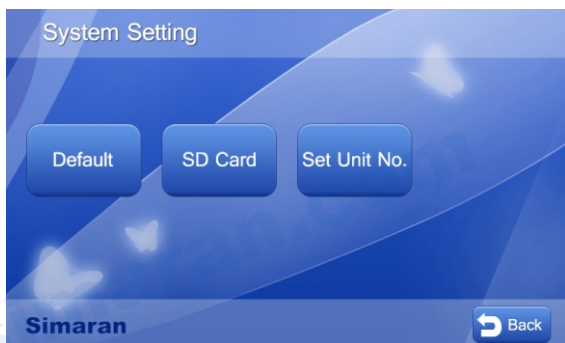 System Setting
Default
SD Card
Set Unit No.
Simaran
Back